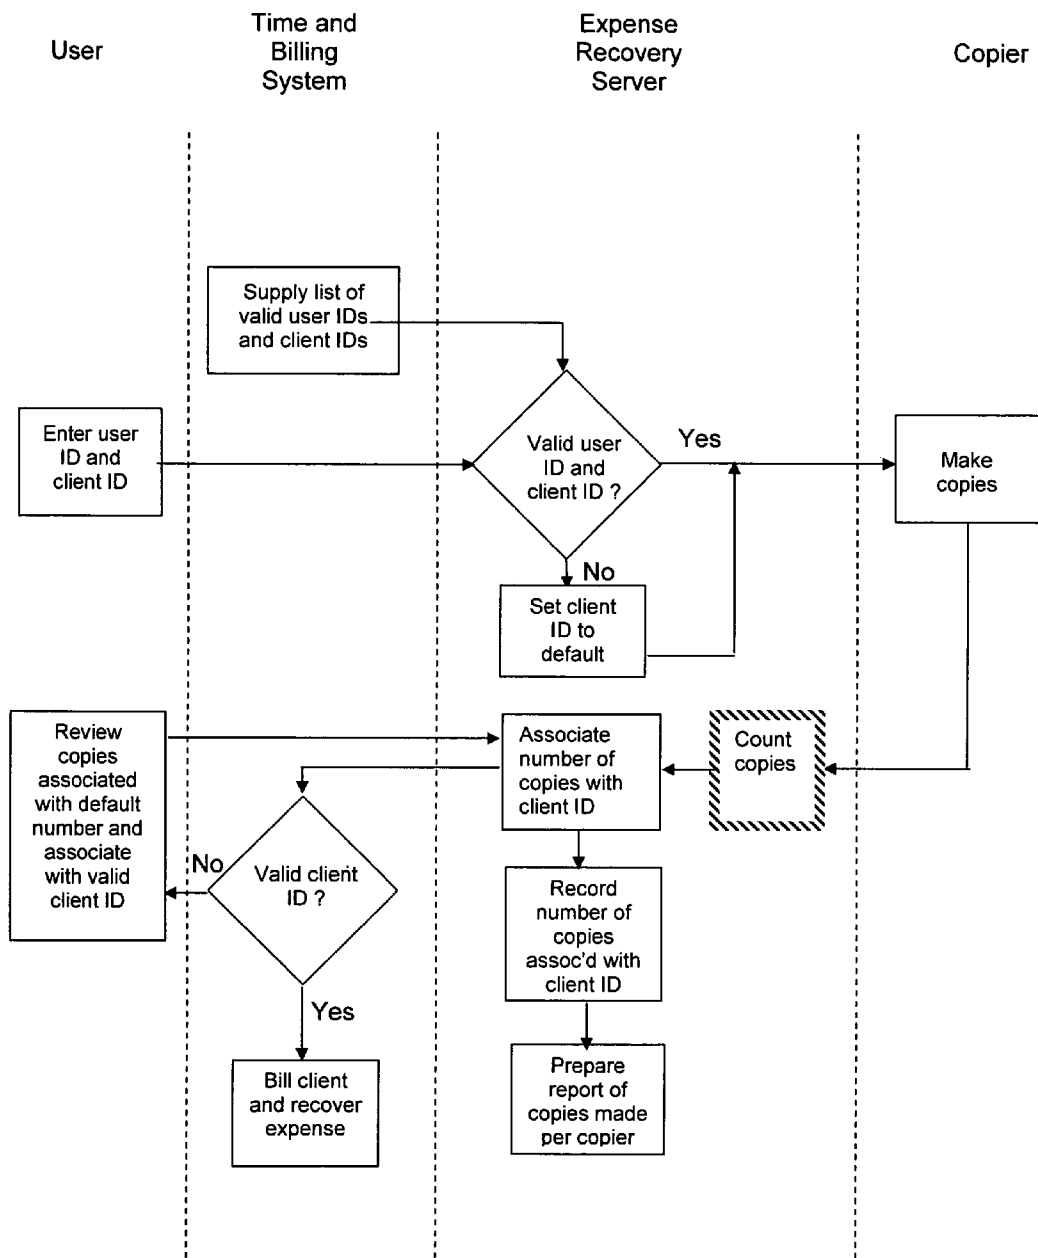 User
Time and
Billing
System
Expense
Recovery
Server
Copier
Supply list of
valid user IDs
and client IDs
Enter user
ID and
client ID
Valid user
ID and
client ID ?
Yes
Make
copies
No
Set client
ID to
default
Review
copies
associated
with default
number and
associate
with valid
client ID
Associate
number of
copies with
client ID
Count
copies
No
Valid client
ID ?
Record
number of
copies
assoc'd with
client ID
Yes
Bill client
and recover
expense
Prepare
report of
copies made
per copier